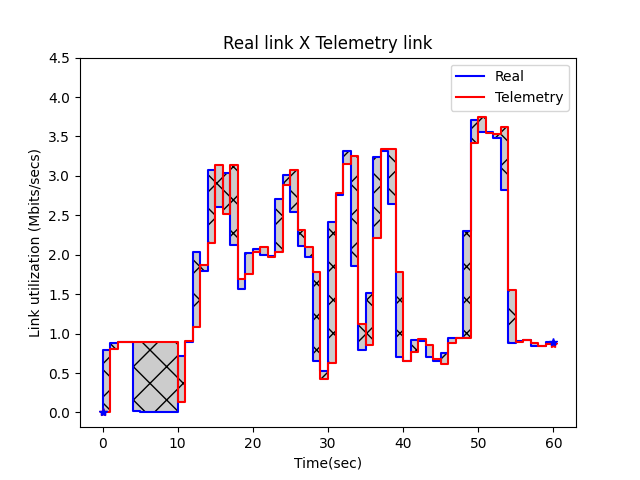 Real link X Telemetry link
Real
Telemetry
Link utilization (Mbits/secs)
4.5
4.0
3.5
3.0
2.5
2.0
1.5
1.0
0.5
0.0
0 10 20 30 40 50 60
Time(sec)